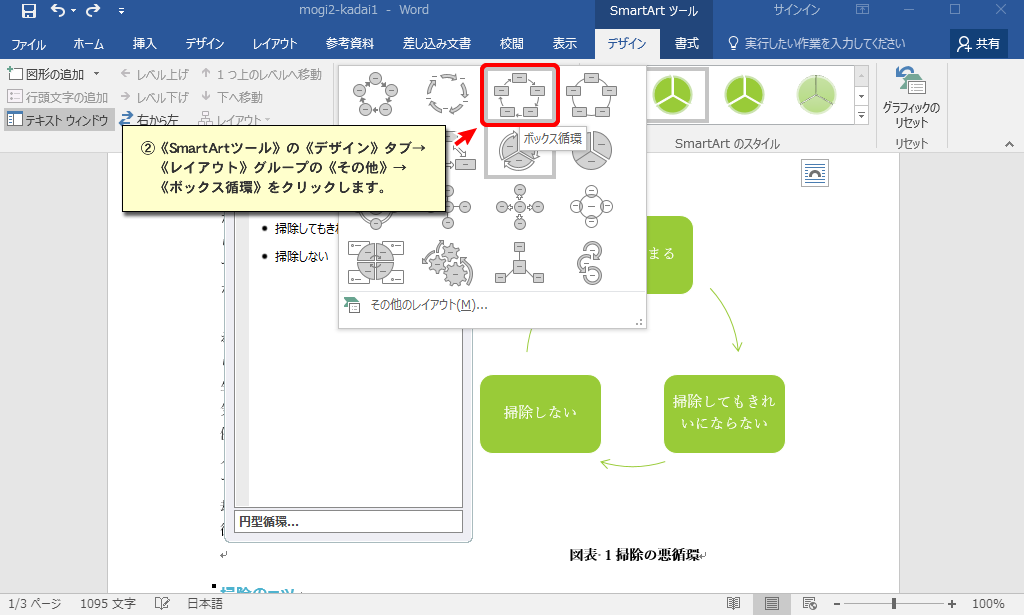 mogi2-kadai1 - Word
SmartArt ツール
サインイン
ファイル ホーム 挿入 デザイン レイアウト 参考資料 差し込み文書 校閲 表示 デザイン 書式 実行したい作業を入力してください 共有
図形の追加
レベル上げ
1 つ上のレベルへ移動
行頭文字の追加
レベル下げ
下へ移動
テキスト ウィンドウ
右から左
レイアウト
グラフィックの
リセット
SmartArt のスタイル
リセット
ボックス循環
②《SmartArtツール》の《デザイン》タブ→
《レイアウト》グループの《その他》→
《ボックス循環》をクリックします。
掃除しても
掃除しない
その他のレイアウト(M)...
まる
掃除しない
掃除してもきれ
いにならない
円型循環...
図表 1 掃除の悪循環
掃除のコツ
1/3 ページ 1095 文字 日本語
100%